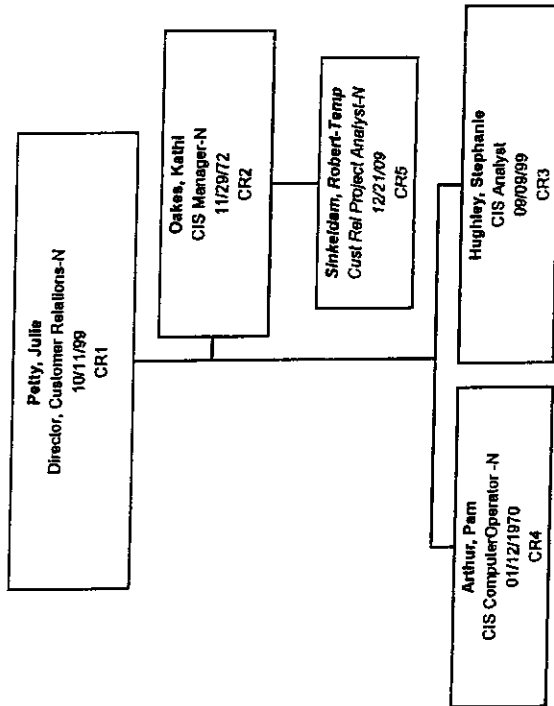 Petty, Julie
Director, Customer Relations-N
10/11/99
CR1
Oakes, Kathi
CIS Manager-N
11/29/72
CR2
Sinkeldam, Robert-Temp
Cust Rel Project Analyst-N
12/21/09
CR5
Arthur, Pam
CIS ComputerOperator -N
01/12/1970
CR4
Hughley, Stephanie
CIS Analyst
09/09/99
CR3